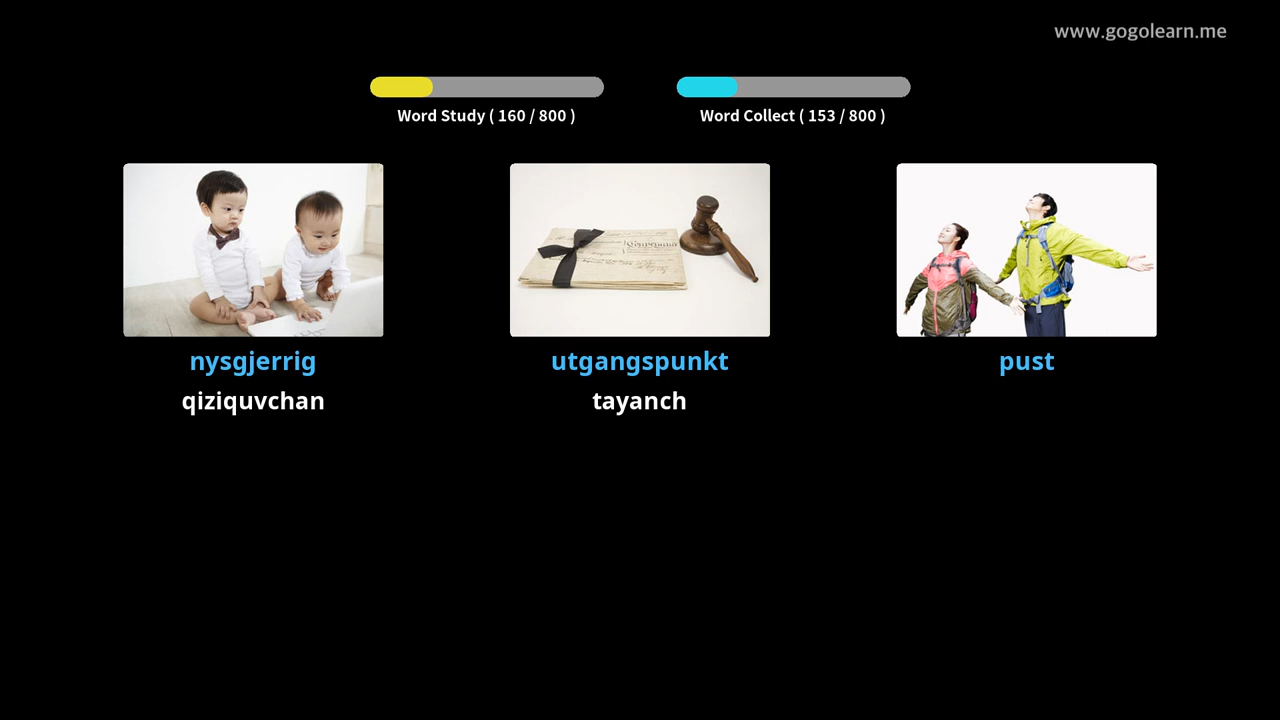 www.gogolearn.me
Word Study ( 160 / 800 )
Word Collect ( 153 / 800 )
nysgjerrig
utgangspunkt
pust
qiziquvchan
tayanch